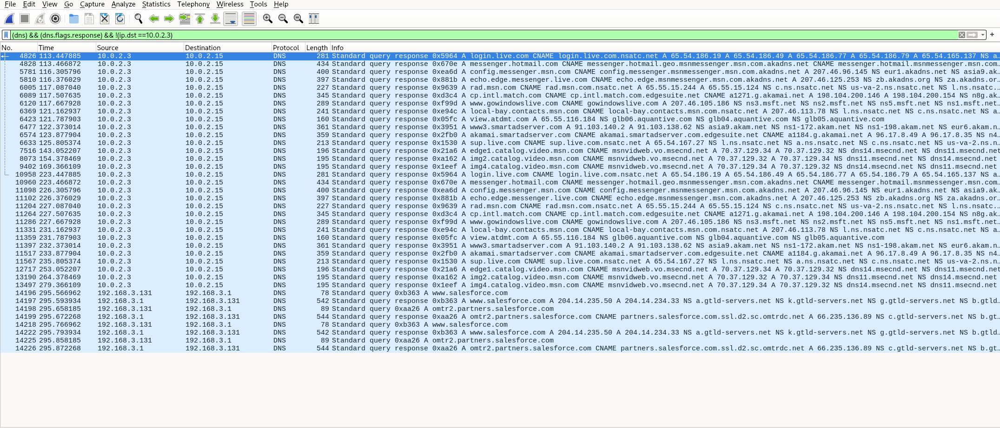 File Edit View Go Capture Analyze Statistics Telephony Wireless Tools Help
(dns) && (dns.flags.response) && !(ip.dst ==10.0.2.3)
No. Time Source Destination Protocol Length Info
4826 113.447885 10.0.2.3 10.0.2.15 DNS 281 Standard query response 0x5964 A login.live.com CNAME login.live.com.nsatc.net A 65.54.186.19 A 65.54.186.49 A 65.54.186.77 A 65.54.186.79 A 65.54.165.137 NS a…
4828 113.466872 10.0.2.3 10.0.2.15 DNS 434 Standard query response 0x670e A messenger.hotmail.com CNAME messenger.hotmail.geo.msnmessenger.msn.com.akadns.net CNAME messenger.hotmail.msnmessenger.msn.com…
5781 116.305796 10.0.2.3 10.0.2.15 DNS 400 Standard query response 0xea6d A config.messenger.msn.com CNAME config.messenger.msnmessenger.msn.com.akadns.net A 207.46.96.145 NS eur1.akadns.net NS asia9.ak…
5810 116.376029 10.0.2.3 10.0.2.15 DNS 397 Standard query response 0x881b A echo.edge.messenger.live.com CNAME echo.edge.msnmessenger.msn.com.akadns.net A 207.46.125.253 NS zb.akadns.org NS za.akadns.or…
6005 117.087040 10.0.2.3 10.0.2.15 DNS 227 Standard query response 0x9639 A rad.msn.com CNAME rad.msn.com.nsatc.net A 65.55.15.244 A 65.55.15.124 NS c.ns.nsatc.net NS us-va-2.ns.nsatc.net NS l.ns.nsatc.…
6089 117.507635 10.0.2.3 10.0.2.15 DNS 345 Standard query response 0xd3c4 A cp.intl.match.com CNAME cp.intl.match.com.edgesuite.net CNAME a1271.g.akamai.net A 198.104.200.146 A 198.104.200.154 NS n8g.ak…
6120 117.667928 10.0.2.3 10.0.2.15 DNS 289 Standard query response 0xf99d A www.gowindowslive.com CNAME gowindowslive.com A 207.46.105.186 NS ns3.msft.net NS ns2.msft.net NS ns5.msft.net NS ns1.msft.net…
6369 121.162937 10.0.2.3 10.0.2.15 DNS 241 Standard query response 0xe94c A local-bay.contacts.msn.com CNAME local-bay.contacts.msn.com.nsatc.net A 207.46.113.78 NS l.ns.nsatc.net NS c.ns.nsatc.net NS a…
6423 121.787903 10.0.2.3 10.0.2.15 DNS 160 Standard query response 0x05fc A view.atdmt.com A 65.55.116.184 NS glb06.aquantive.com NS glb04.aquantive.com NS glb05.aquantive.com
6477 122.373014 10.0.2.3 10.0.2.15 DNS 361 Standard query response 0x3951 A www3.smartadserver.com A 91.103.140.2 A 91.103.138.62 NS asia9.akam.net NS ns1-172.akam.net NS ns1-198.akam.net NS eur6.akam.n…
6574 123.877904 10.0.2.3 10.0.2.15 DNS 359 Standard query response 0x2fb0 A akamai.smartadserver.com CNAME akamai.smartadserver.com.edgesuite.net CNAME a1184.g.akamai.net A 96.17.8.49 A 96.17.8.35 NS n4…
6633 125.805374 10.0.2.3 10.0.2.15 DNS 213 Standard query response 0x1530 A sup.live.com CNAME sup.live.com.nsatc.net A 65.54.167.27 NS l.ns.nsatc.net NS a.ns.nsatc.net NS c.ns.nsatc.net NS us-va-2.ns.n…
7516 143.052207 10.0.2.3 10.0.2.15 DNS 196 Standard query response 0x21a6 A edge1.catalog.video.msn.com CNAME msnvidweb.vo.msecnd.net A 70.37.129.34 A 70.37.129.32 NS dns14.msecnd.net NS dns11.msecnd.net
8073 154.378469 10.0.2.3 10.0.2.15 DNS 195 Standard query response 0xa162 A img2.catalog.video.msn.com CNAME msnvidweb.vo.msecnd.net A 70.37.129.32 A 70.37.129.34 NS dns11.msecnd.net NS dns14.msecnd.net
9402 169.366109 10.0.2.3 10.0.2.15 DNS 195 Standard query response 0x1eef A img4.catalog.video.msn.com CNAME msnvidweb.vo.msecnd.net A 70.37.129.34 A 70.37.129.32 NS dns14.msecnd.net NS dns11.msecnd.net
10958 223.447885 10.0.2.3 10.0.2.15 DNS 281 Standard query response 0x5964 A login.live.com CNAME login.live.com.nsatc.net A 65.54.186.19 A 65.54.186.49 A 65.54.186.77 A 65.54.186.79 A 65.54.165.137 NS a…
10960 223.466872 10.0.2.3 10.0.2.15 DNS 434 Standard query response 0x670e A messenger.hotmail.com CNAME messenger.hotmail.geo.msnmessenger.msn.com.akadns.net CNAME messenger.hotmail.msnmessenger.msn.com…
11098 226.305796 10.0.2.3 10.0.2.15 DNS 400 Standard query response 0xea6d A config.messenger.msn.com CNAME config.messenger.msnmessenger.msn.com.akadns.net A 207.46.96.145 NS eur1.akadns.net NS asia9.ak…
11102 226.376029 10.0.2.3 10.0.2.15 DNS 397 Standard query response 0x881b A echo.edge.messenger.live.com CNAME echo.edge.msnmessenger.msn.com.akadns.net A 207.46.125.253 NS zb.akadns.org NS za.akadns.or…
11204 227.087040 10.0.2.3 10.0.2.15 DNS 227 Standard query response 0x9639 A rad.msn.com CNAME rad.msn.com.nsatc.net A 65.55.15.244 A 65.55.15.124 NS c.ns.nsatc.net NS us-va-2.ns.nsatc.net NS l.ns.nsatc.…
11264 227.507635 10.0.2.3 10.0.2.15 DNS 345 Standard query response 0xd3c4 A cp.intl.match.com CNAME cp.intl.match.com.edgesuite.net CNAME a1271.g.akamai.net A 198.104.200.146 A 198.104.200.154 NS n8g.ak…
11286 227.667928 10.0.2.3 10.0.2.15 DNS 289 Standard query response 0xf99d A www.gowindowslive.com CNAME gowindowslive.com A 207.46.105.186 NS ns3.msft.net NS ns2.msft.net NS ns5.msft.net NS ns1.msft.net…
11331 231.162937 10.0.2.3 10.0.2.15 DNS 241 Standard query response 0xe94c A local-bay.contacts.msn.com CNAME local-bay.contacts.msn.com.nsatc.net A 207.46.113.78 NS l.ns.nsatc.net NS c.ns.nsatc.net NS a…
11359 231.787903 10.0.2.3 10.0.2.15 DNS 160 Standard query response 0x05fc A view.atdmt.com A 65.55.116.184 NS glb06.aquantive.com NS glb04.aquantive.com NS glb05.aquantive.com
11397 232.373014 10.0.2.3 10.0.2.15 DNS 361 Standard query response 0x3951 A www3.smartadserver.com A 91.103.140.2 A 91.103.138.62 NS asia9.akam.net NS ns1-172.akam.net NS ns1-198.akam.net NS eur6.akam.n…
11517 233.877904 10.0.2.3 10.0.2.15 DNS 359 Standard query response 0x2fb0 A akamai.smartadserver.com CNAME akamai.smartadserver.com.edgesuite.net CNAME a1184.g.akamai.net A 96.17.8.49 A 96.17.8.35 NS n4…
11567 235.805374 10.0.2.3 10.0.2.15 DNS 213 Standard query response 0x1530 A sup.live.com CNAME sup.live.com.nsatc.net A 65.54.167.27 NS l.ns.nsatc.net NS a.ns.nsatc.net NS c.ns.nsatc.net NS us-va-2.ns.n…
12717 253.052207 10.0.2.3 10.0.2.15 DNS 196 Standard query response 0x21a6 A edge1.catalog.video.msn.com CNAME msnvidweb.vo.msecnd.net A 70.37.129.34 A 70.37.129.32 NS dns14.msecnd.net NS dns11.msecnd.net
13190 264.378469 10.0.2.3 10.0.2.15 DNS 195 Standard query response 0xa162 A img2.catalog.video.msn.com CNAME msnvidweb.vo.msecnd.net A 70.37.129.32 A 70.37.129.34 NS dns11.msecnd.net NS dns14.msecnd.net
13497 279.366109 10.0.2.3 10.0.2.15 DNS 195 Standard query response 0x1eef A img4.catalog.video.msn.com CNAME msnvidweb.vo.msecnd.net A 70.37.129.34 A 70.37.129.32 NS dns14.msecnd.net NS dns11.msecnd.net
14196 295.566962 192.168.3.131 192.168.3.1 DNS 78 Standard query 0xb363 A www.salesforce.com
14197 295.593934 192.168.3.1 192.168.3.131 DNS 542 Standard query response 0xb363 A www.salesforce.com A 204.14.235.50 A 204.14.234.33 NS a.gtld-servers.net NS k.gtld-servers.net NS g.gtld-servers.net NS b.gtld…
14198 295.658185 192.168.3.131 192.168.3.1 DNS 89 Standard query 0xaa26 A omtr2.partners.salesforce.com
14199 295.672268 192.168.3.1 192.168.3.131 DNS 544 Standard query response 0xaa26 A omtr2.partners.salesforce.com CNAME partners.salesforce.com.ssl.d2.sc.omtrdc.net A 66.235.136.89 NS c.gtld-servers.net NS b.gt…
14218 295.766962 192.168.3.131 192.168.3.1 DNS 78 Standard query 0xb363 A www.salesforce.com
14222 295.793934 192.168.3.1 192.168.3.131 DNS 542 Standard query response 0xb363 A www.salesforce.com A 204.14.235.50 A 204.14.234.33 NS a.gtld-servers.net NS k.gtld-servers.net NS g.gtld-servers.net NS b.gtld…
14225 295.858185 192.168.3.131 192.168.3.1 DNS 89 Standard query 0xaa26 A omtr2.partners.salesforce.com
14226 295.872268 192.168.3.1 192.168.3.131 DNS 544 Standard query response 0xaa26 A omtr2.partners.salesforce.com CNAME partners.salesforce.com.ssl.d2.sc.omtrdc.net A 66.235.136.89 NS c.gtld-servers.net NS b.gt…